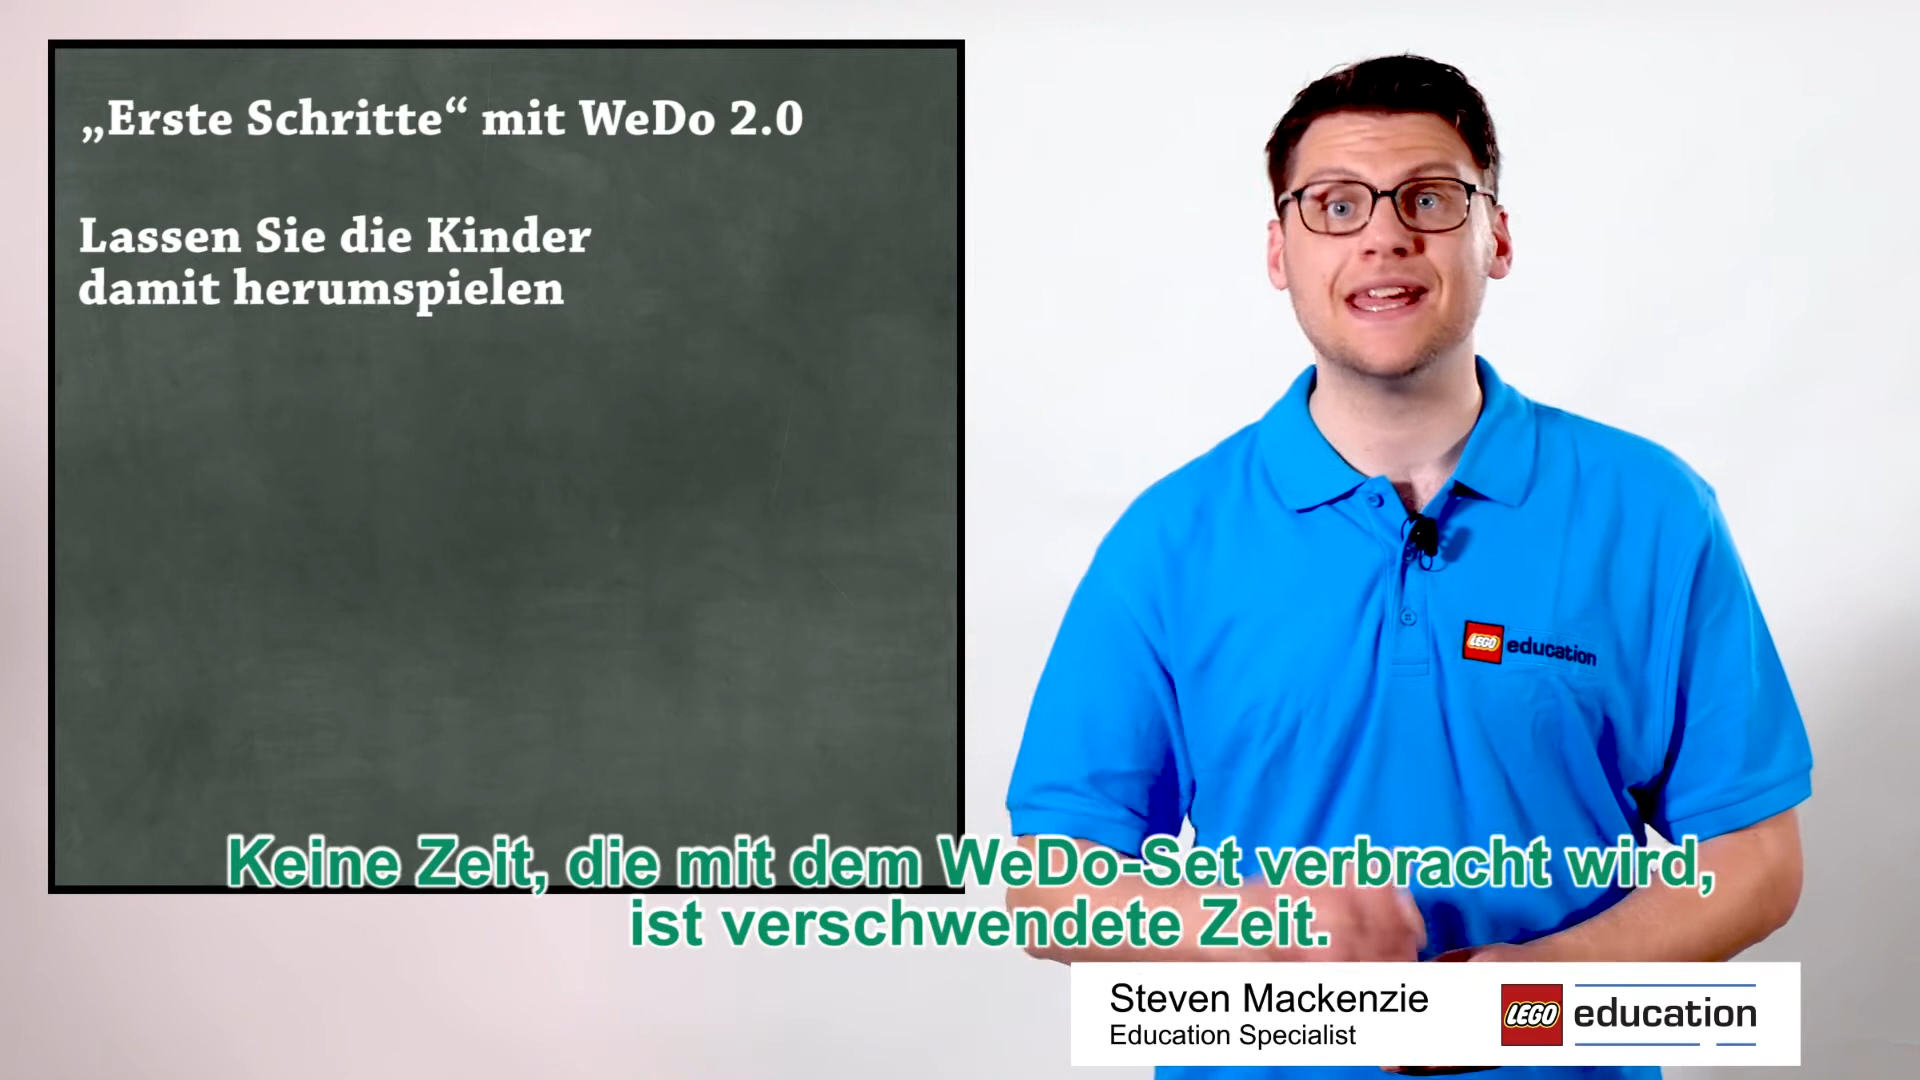 „Erste Schritte“ mit WeDo 2.0
Lassen Sie die Kinder
damit herumspielen
LEGO education
Keine Zeit, die mit dem WeDo-Set verbracht wird,
ist verschwendete Zeit.
Steven Mackenzie
Education Specialist
LEGO education